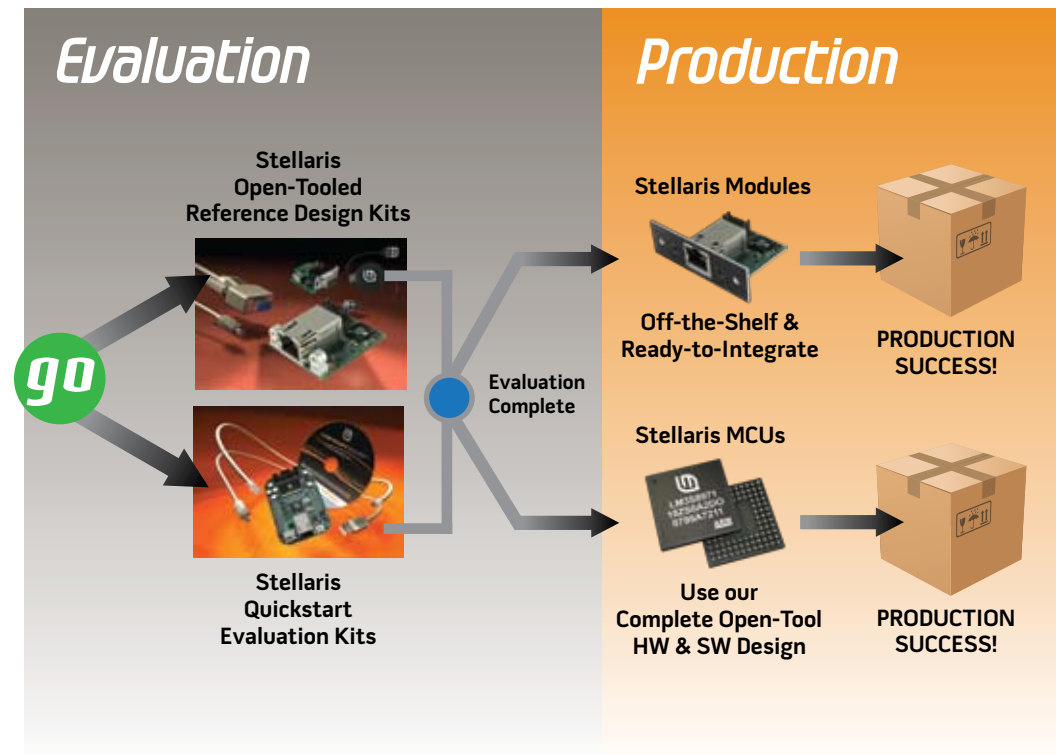 Evaluation
Production
Stellaris
Open-Tooled
Reference Design Kits
go
Stellaris
Quickstart
Evaluation Kits
Evaluation
Complete
Stellaris Modules
Off-the-Shelf &
Ready-to-Integrate
PRODUCTION
SUCCESS!
Stellaris MCUs
LM3S8971
Use our
Complete Open-Tool
HW & SW Design
PRODUCTION
SUCCESS!